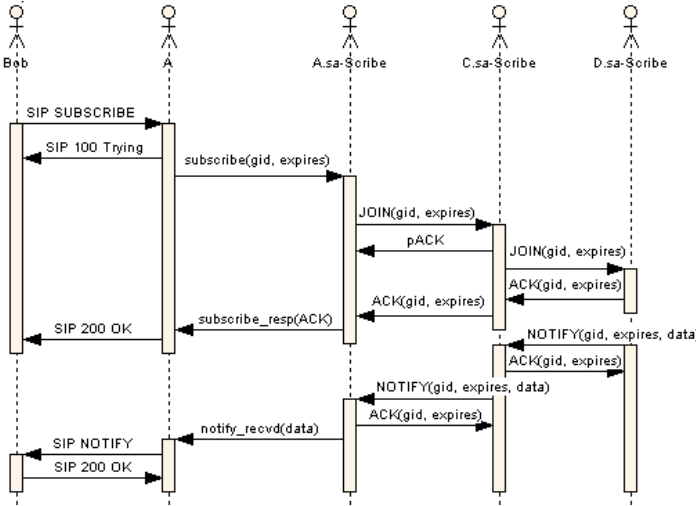 Bob
A
A.sa-Scribe
C.sa-Scribe
D.sa-Scribe
SIP SUBSCRIBE
SIP 100 Trying
subscribe(gid, expires)
JOIN(gid, expires)
pACK
JOIN(gid, expires)
ACK(gid, expires)
ACK(gid, expires)
subscribe_resp(ACK)
SIP 200 OK
NOTIFY(gid, expires, data)
ACK(gid, expires)
NOTIFY(gid, expires, data)
ACK(gid, expires)
notify_recvd(data)
SIP NOTIFY
SIP 200 OK